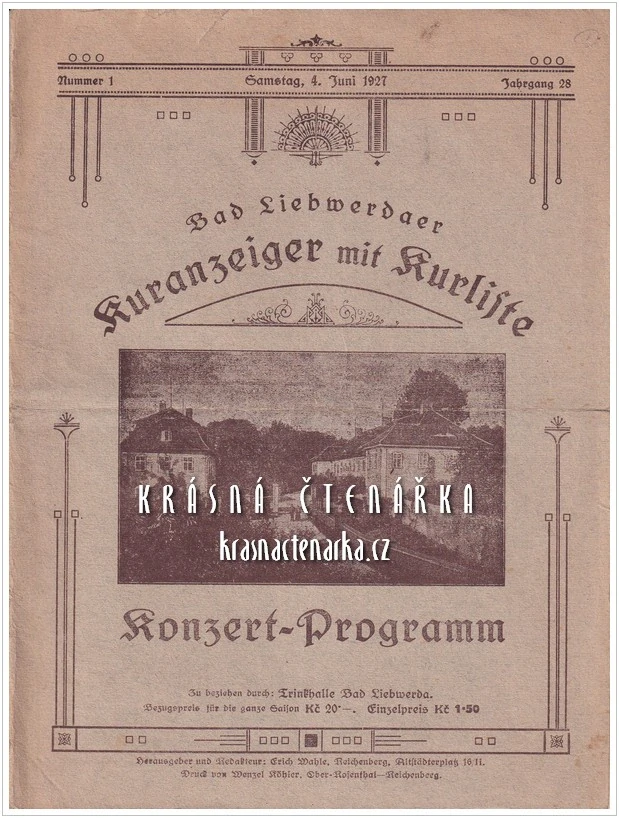 Nummer 1
Samstag, 4. Juni 1927
Jahrgang 28
Bad Liebwerdaer
Kuranzeiger mit Kurliste
KRÁSNÁ ČTENÁŘKA
krasnactenarka.cz
Konzert-Programm
Zu beziehen durch: Trinkhalle Bad Liebwerda.
Bezugspreis für die ganze Saison Kč 20·—. Einzelpreis Kč 1·50
Herausgeber und Redakteur: Erich Wahle, Reichenberg, Altstädterplatz 16/II.
Druck von Wenzel Köhler, Ober-Rosenthal—Reichenberg.